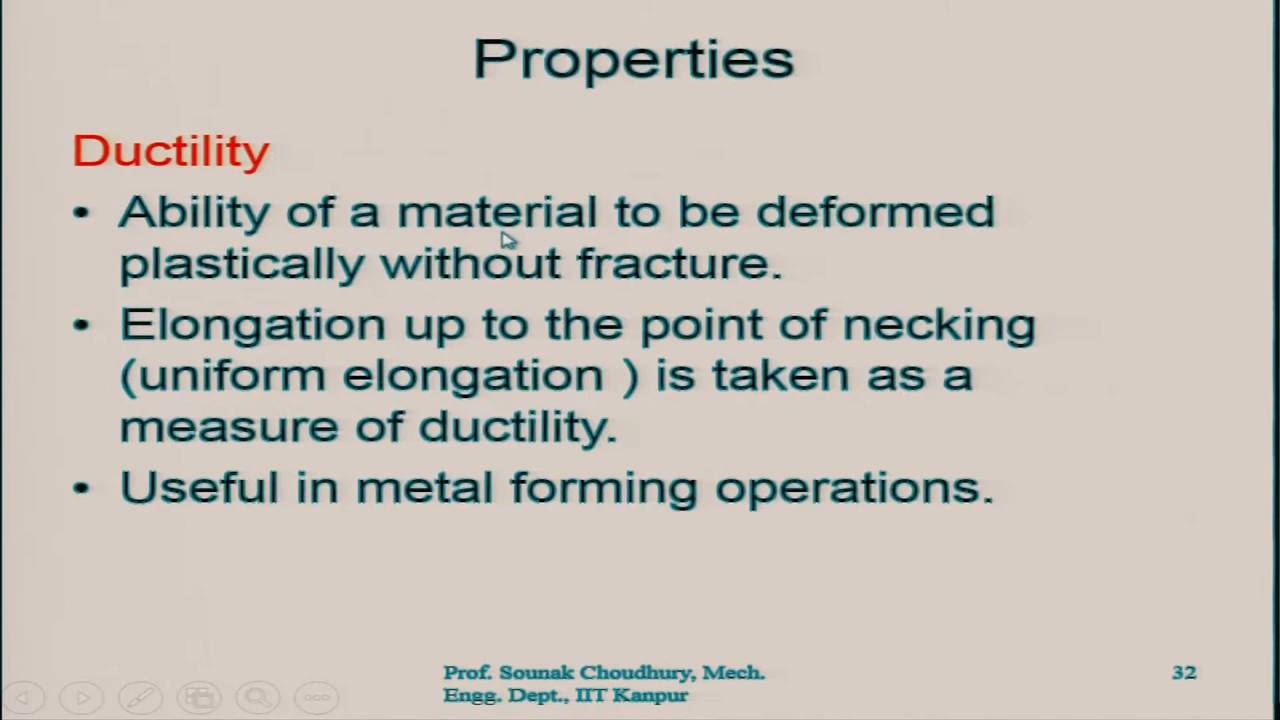 Properties
Ductility
• Ability of a material to be deformed
plastically without fracture.
• Elongation up to the point of necking
(uniform elongation ) is taken as a
measure of ductility.
• Useful in metal forming operations.
Prof. Sounak Choudhury, Mech.
Engg. Dept., IIT Kanpur
32